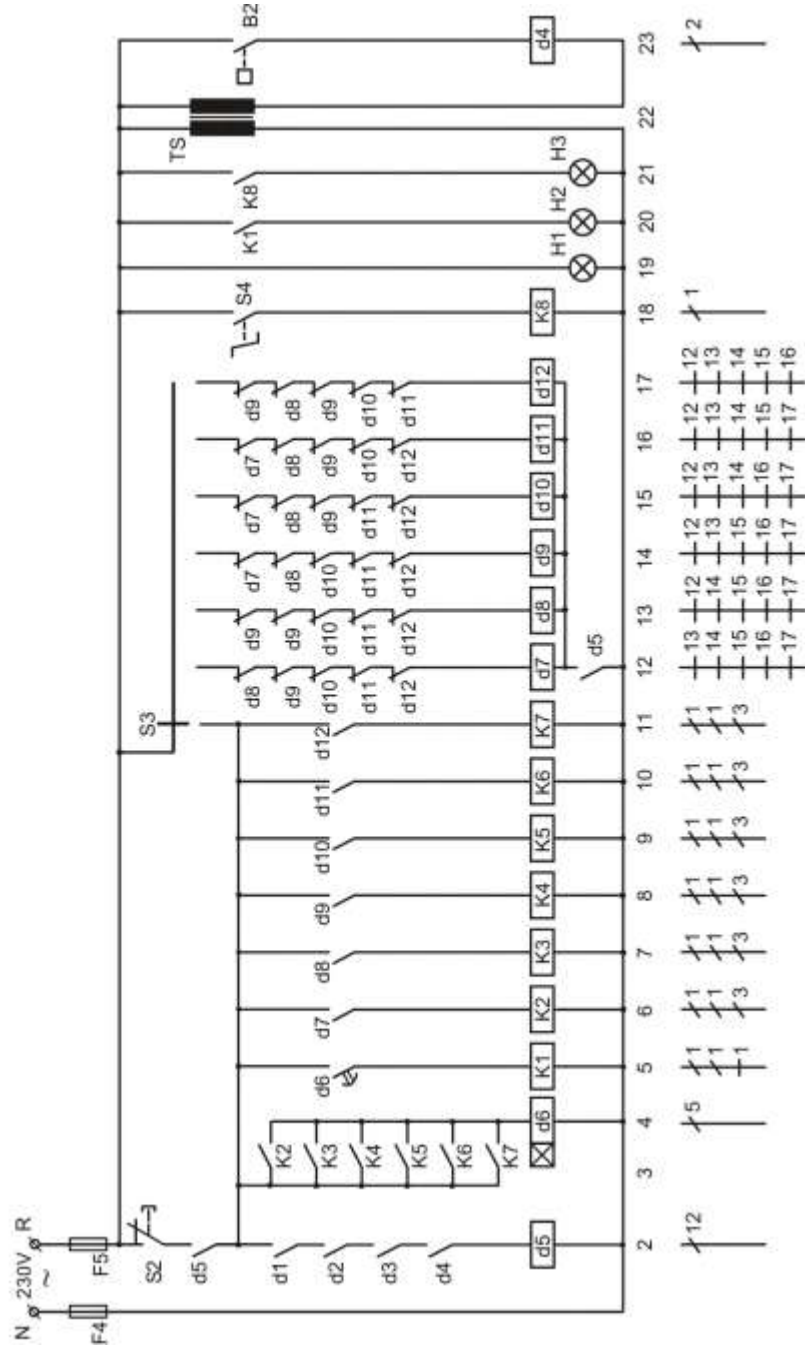 N 230V R
~
F4 F5
S2 S3 S4 TS B2
d5
K8 K1 K8
d1 d2 d3 d4
K2 K3 K4 K5 K6 K7
d6 d7 d8 d9 d10 d11 d12
d8 d9 d7 d7 d7 d9
d9 d9 d8 d8 d8 d8
d10 d10 d10 d9 d9 d9
d11 d11 d11 d11 d10 d10
d12 d12 d12 d12 d12 d11
d5
H1 H2 H3
d5 d6 K1 K2 K3 K4 K5 K6 K7 d7 d8 d9 d10 d11 d12 K8 d4
2 3 4 5 6 7 8 9 10 11 12 13 14 15 16 17 18 19 20 21 22 23
12 5 1 1 1 1 1 1 1 13 12 12 12 12 12 1 2
1 1 1 1 1 1 1 14 14 13 13 13 13
1 3 3 3 3 3 3 15 15 15 14 14 14
16 16 16 16 15 15
17 17 17 17 17 16